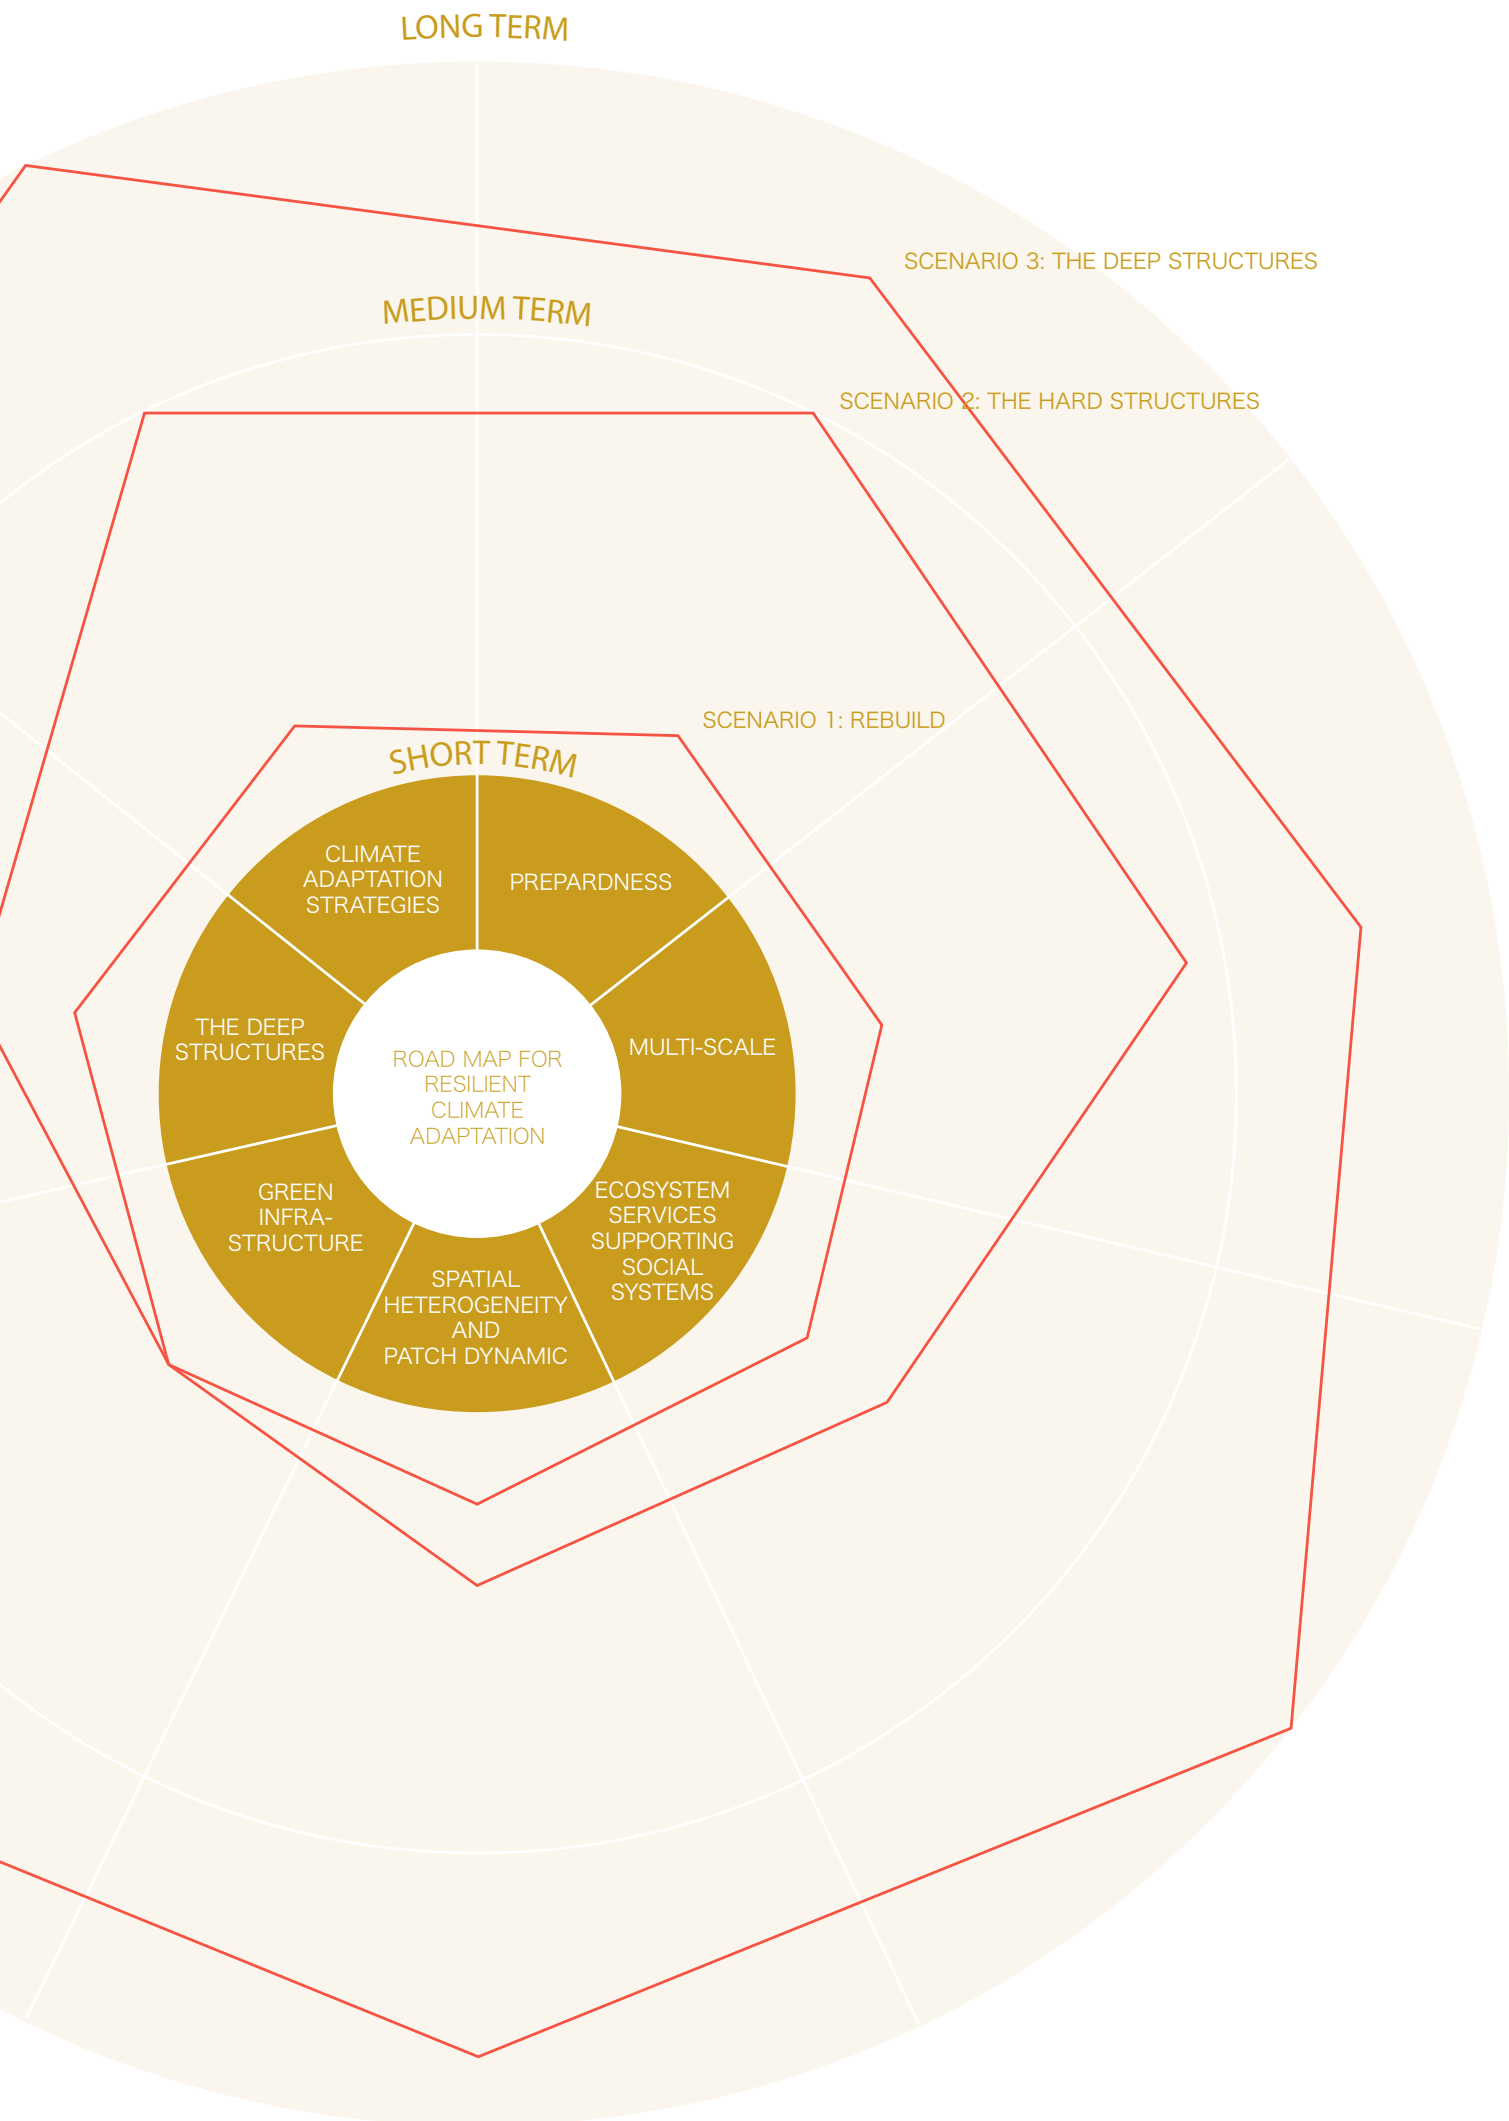 LONG TERM
SCENARIO 3: THE DEEP STRUCTURES
MEDIUM TERM
SCENARIO 2: THE HARD STRUCTURES
SCENARIO 1: REBUILD
SHORT TERM
CLIMATE
ADAPTATION
STRATEGIES
PREPARDNESS
THE DEEP
STRUCTURES
MULTI-SCALE
ROAD MAP FOR
RESILIENT
CLIMATE
ADAPTATION
GREEN
INFRA-
STRUCTURE
ECOSYSTEM
SERVICES
SUPPORTING
SOCIAL
SYSTEMS
SPATIAL
HETEROGENEITY
AND
PATCH DYNAMIC